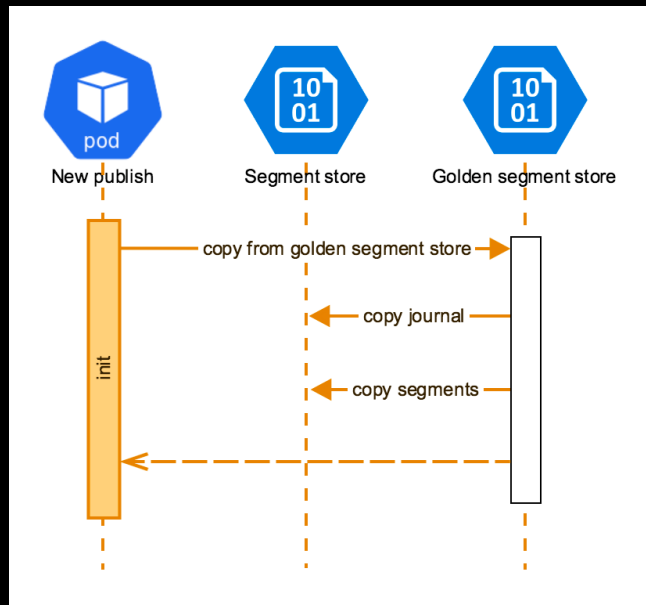 10
01
10
01
pod
New publish
Segment store
Golden segment store
copy from golden segment store
copy journal
init
copy segments